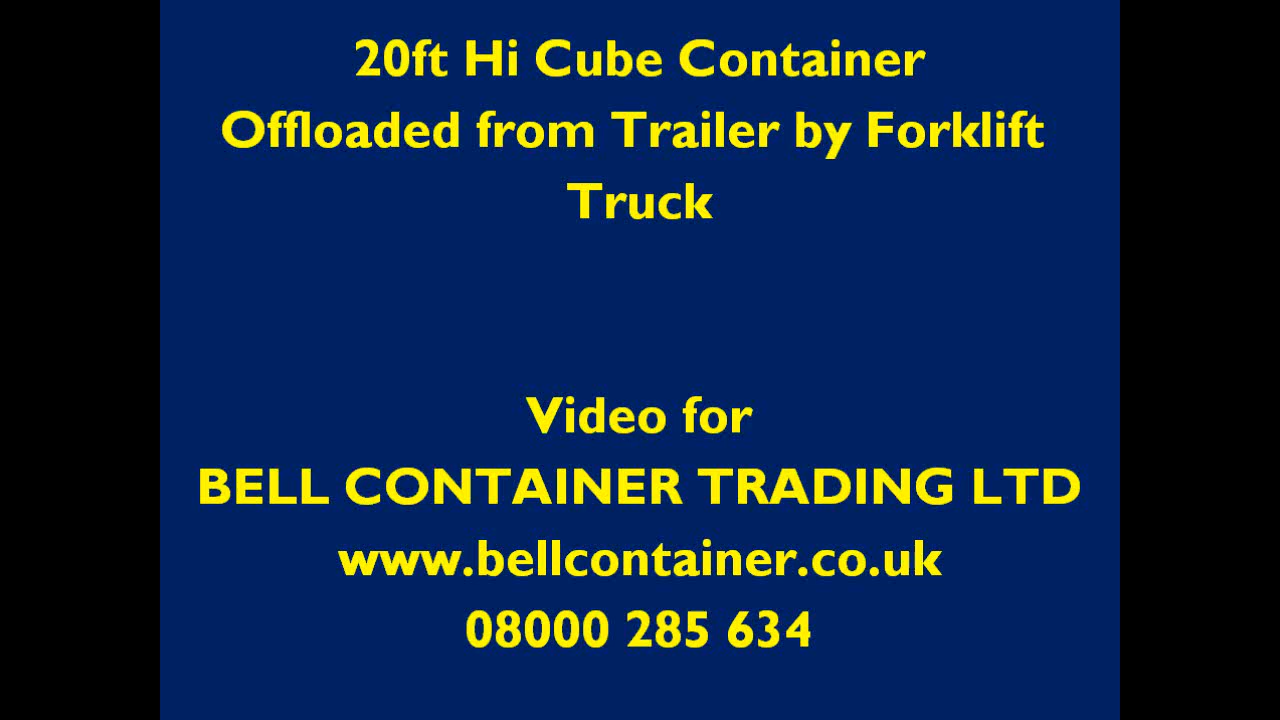 20ft Hi Cube Container
Offloaded from Trailer by Forklift
Truck
Video for
BELL CONTAINER TRADING LTD
www.bellcontainer.co.uk
08000 285 634